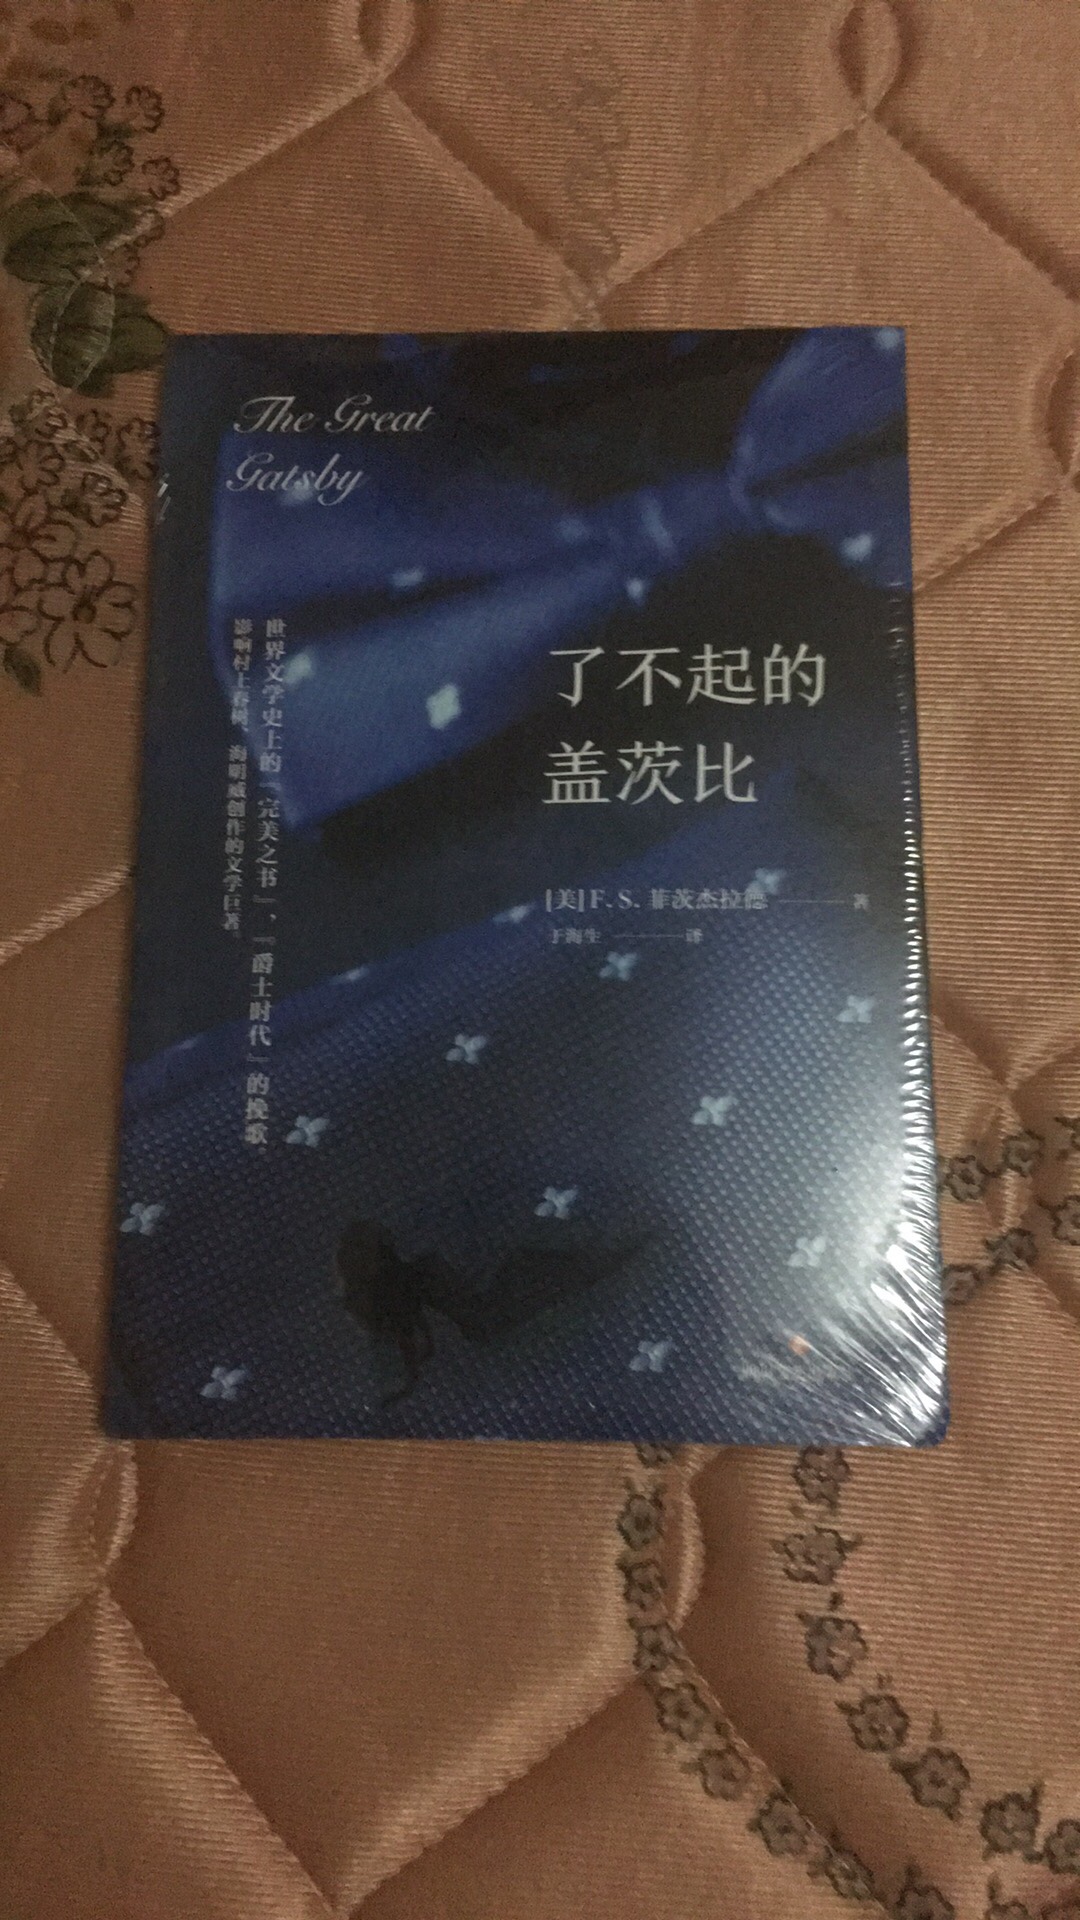 The Great
Gatsby
世界文学史上的「完美之书」，「爵士时代」的挽歌。
影响村上春树、海明威创作的文学巨著。
了不起的
盖茨比
[美] F. S. 菲茨杰拉德 ——— 著
于海生 ——— 译